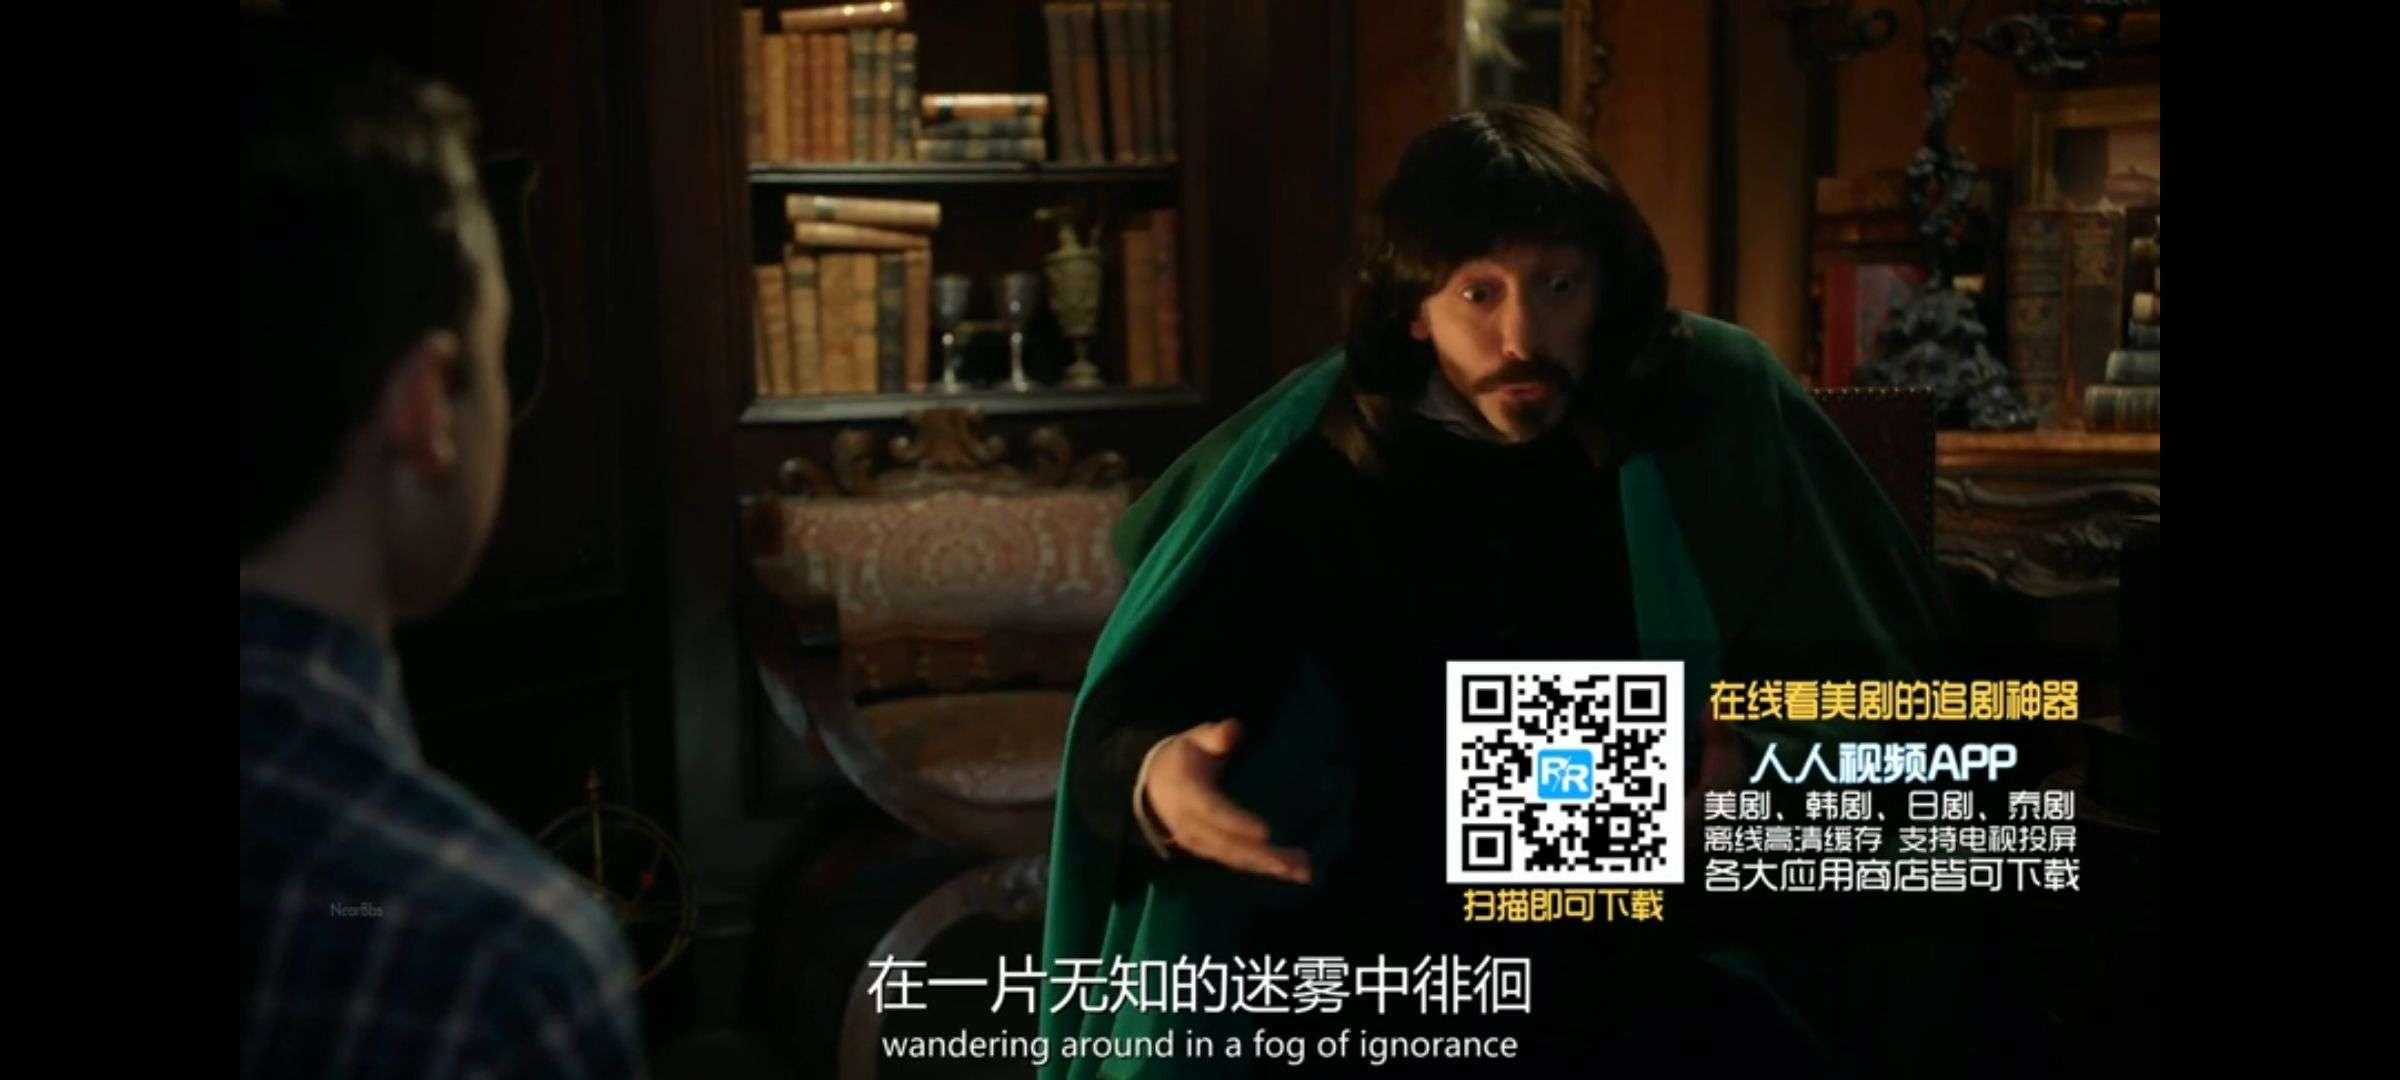 在线看美剧的追剧神器
人人视频APP
美剧、韩剧、日剧、泰剧
离线高清缓存 支持电视投屏
各大应用商店皆可下载
RR
扫描即可下载
在一片无知的迷雾中徘徊
wandering around in a fog of ignorance